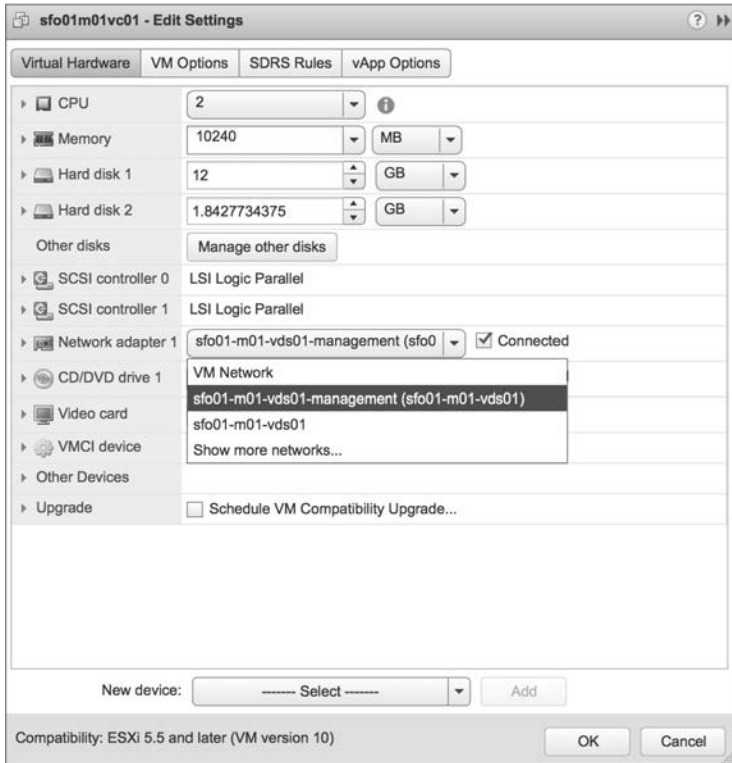 sfo01m01vc01 - Edit Settings ?
Virtual Hardware VM Options SDRS Rules vApp Options
CPU 2
Memory 10240 MB
Hard disk 1 12 GB
Hard disk 2 1.8427734375 GB
Other disks Manage other disks
SCSI controller 0 LSI Logic Parallel
SCSI controller 1 LSI Logic Parallel
Network adapter 1 sfo01-m01-vds01-management (sfo0 Connected
VM Network
CD/DVD drive 1
sfo01-m01-vds01-management (sfo01-m01-vds01)
Video card
sfo01-m01-vds01
VMCI device
Show more networks...
Other Devices
Upgrade Schedule VM Compatibility Upgrade...
New device: ------- Select ------- Add
Compatibility: ESXi 5.5 and later (VM version 10) OK Cancel